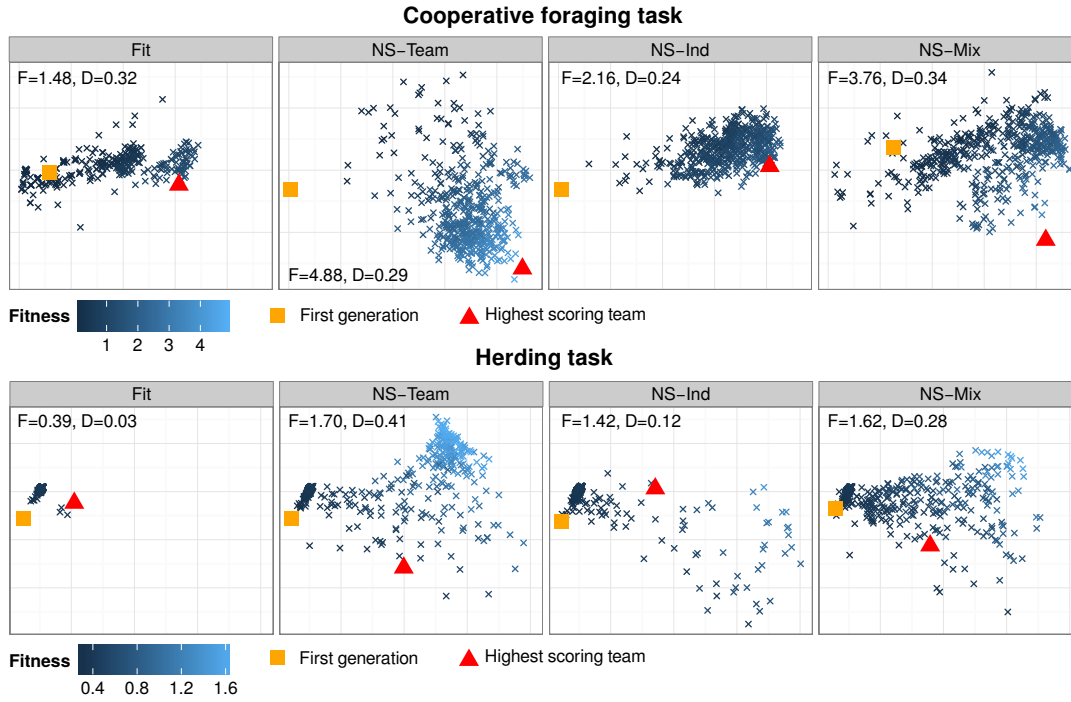 Cooperative foraging task
Fit NS−Team NS−Ind NS−Mix
F=1.48, D=0.32
F=4.88, D=0.29
F=2.16, D=0.24
F=3.76, D=0.34
Fitness
1 2 3 4
First generation
Highest scoring team
Herding task
Fit NS−Team NS−Ind NS−Mix
F=0.39, D=0.03
F=1.70, D=0.41
F=1.42, D=0.12
F=1.62, D=0.28
Fitness
0.4 0.8 1.2 1.6
First generation
Highest scoring team